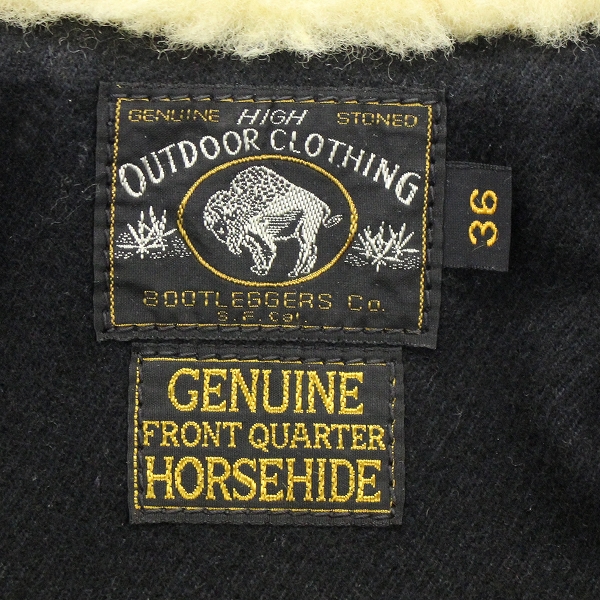 GENUINE HIGH STONED
OUTDOOR CLOTHING
BOOTLEGGERS Co.
S.F. Cal.
36
GENUINE
FRONT QUARTER
HORSEHIDE